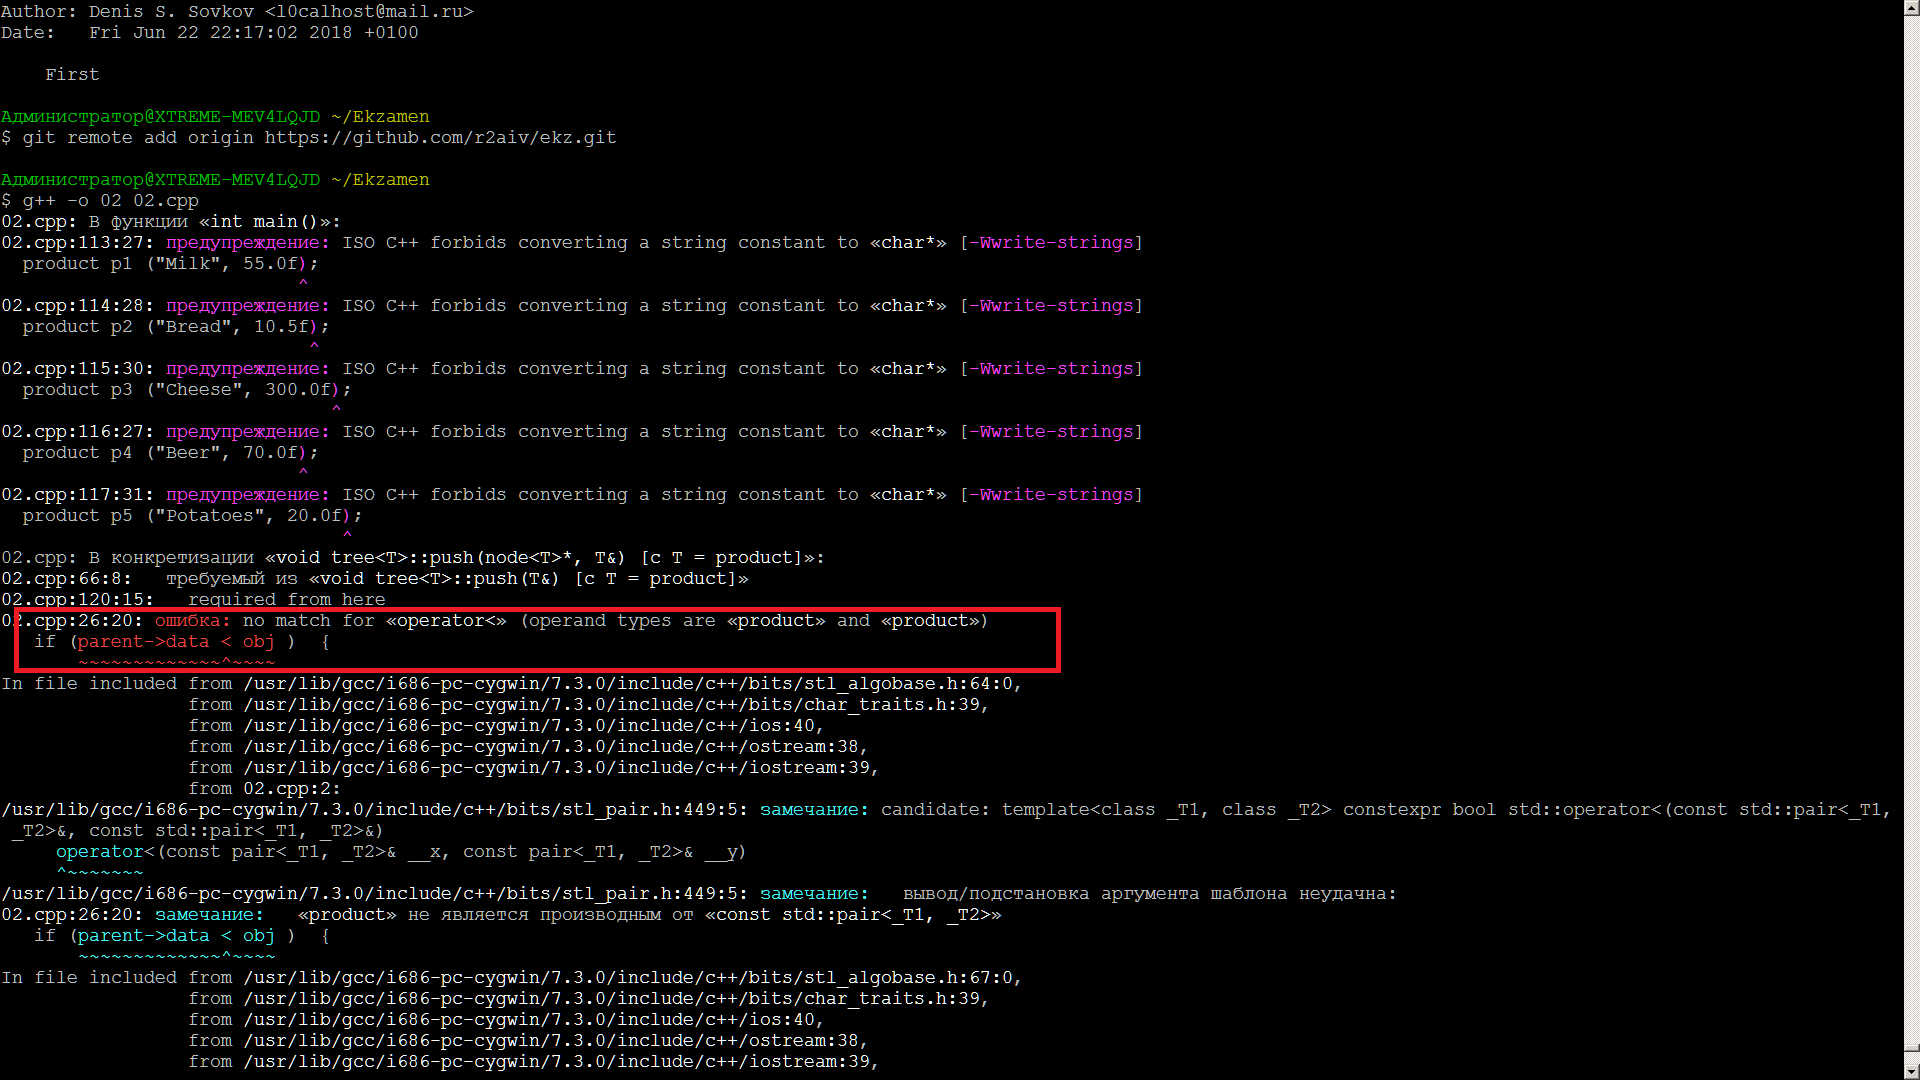 Author: Denis S. Sovkov <l0calhost@mail.ru>
Date:   Fri Jun 22 22:17:02 2018 +0100
    First
Администратор@XTREME-MEV4LQJD ~/Ekzamen
$ git remote add origin https://github.com/r2aiv/ekz.git
Администратор@XTREME-MEV4LQJD ~/Ekzamen
$ g++ -o 02 02.cpp
02.cpp: В функции «int main()»:
02.cpp:113:27: предупреждение: ISO C++ forbids converting a string constant to «char*» [-Wwrite-strings]
  product p1 ("Milk", 55.0f);
                           ^
02.cpp:114:28: предупреждение: ISO C++ forbids converting a string constant to «char*» [-Wwrite-strings]
  product p2 ("Bread", 10.5f);
                            ^
02.cpp:115:30: предупреждение: ISO C++ forbids converting a string constant to «char*» [-Wwrite-strings]
  product p3 ("Cheese", 300.0f);
                              ^
02.cpp:116:27: предупреждение: ISO C++ forbids converting a string constant to «char*» [-Wwrite-strings]
  product p4 ("Beer", 70.0f);
                           ^
02.cpp:117:31: предупреждение: ISO C++ forbids converting a string constant to «char*» [-Wwrite-strings]
  product p5 ("Potatoes", 20.0f);
                               ^
02.cpp: В конкретизации «void tree<T>::push(node<T>*, T&) [с T = product]»:
02.cpp:66:8:   требуемый из «void tree<T>::push(T&) [с T = product]»
02.cpp:120:15:   required from here
02.cpp:26:20: ошибка: no match for «operator<» (operand types are «product» and «product»)
   if (parent->data < obj )  {
       ~~~~~~~~~~~~~^~~~~
In file included from /usr/lib/gcc/i686-pc-cygwin/7.3.0/include/c++/bits/stl_algobase.h:64:0,
                 from /usr/lib/gcc/i686-pc-cygwin/7.3.0/include/c++/bits/char_traits.h:39,
                 from /usr/lib/gcc/i686-pc-cygwin/7.3.0/include/c++/ios:40,
                 from /usr/lib/gcc/i686-pc-cygwin/7.3.0/include/c++/ostream:38,
                 from /usr/lib/gcc/i686-pc-cygwin/7.3.0/include/c++/iostream:39,
                 from 02.cpp:2:
/usr/lib/gcc/i686-pc-cygwin/7.3.0/include/c++/bits/stl_pair.h:449:5: замечание: candidate: template<class _T1, class _T2> constexpr bool std::operator<(const std::pair<_T1,
 _T2>&, const std::pair<_T1, _T2>&)
     operator<(const pair<_T1, _T2>& __x, const pair<_T1, _T2>& __y)
     ^~~~~~~~
/usr/lib/gcc/i686-pc-cygwin/7.3.0/include/c++/bits/stl_pair.h:449:5: замечание:   вывод/подстановка аргумента шаблона неудачна:
02.cpp:26:20: замечание:   «product» не является производным от «const std::pair<_T1, _T2>»
   if (parent->data < obj )  {
       ~~~~~~~~~~~~~^~~~~
In file included from /usr/lib/gcc/i686-pc-cygwin/7.3.0/include/c++/bits/stl_algobase.h:67:0,
                 from /usr/lib/gcc/i686-pc-cygwin/7.3.0/include/c++/bits/char_traits.h:39,
                 from /usr/lib/gcc/i686-pc-cygwin/7.3.0/include/c++/ios:40,
                 from /usr/lib/gcc/i686-pc-cygwin/7.3.0/include/c++/ostream:38,
                 from /usr/lib/gcc/i686-pc-cygwin/7.3.0/include/c++/iostream:39,